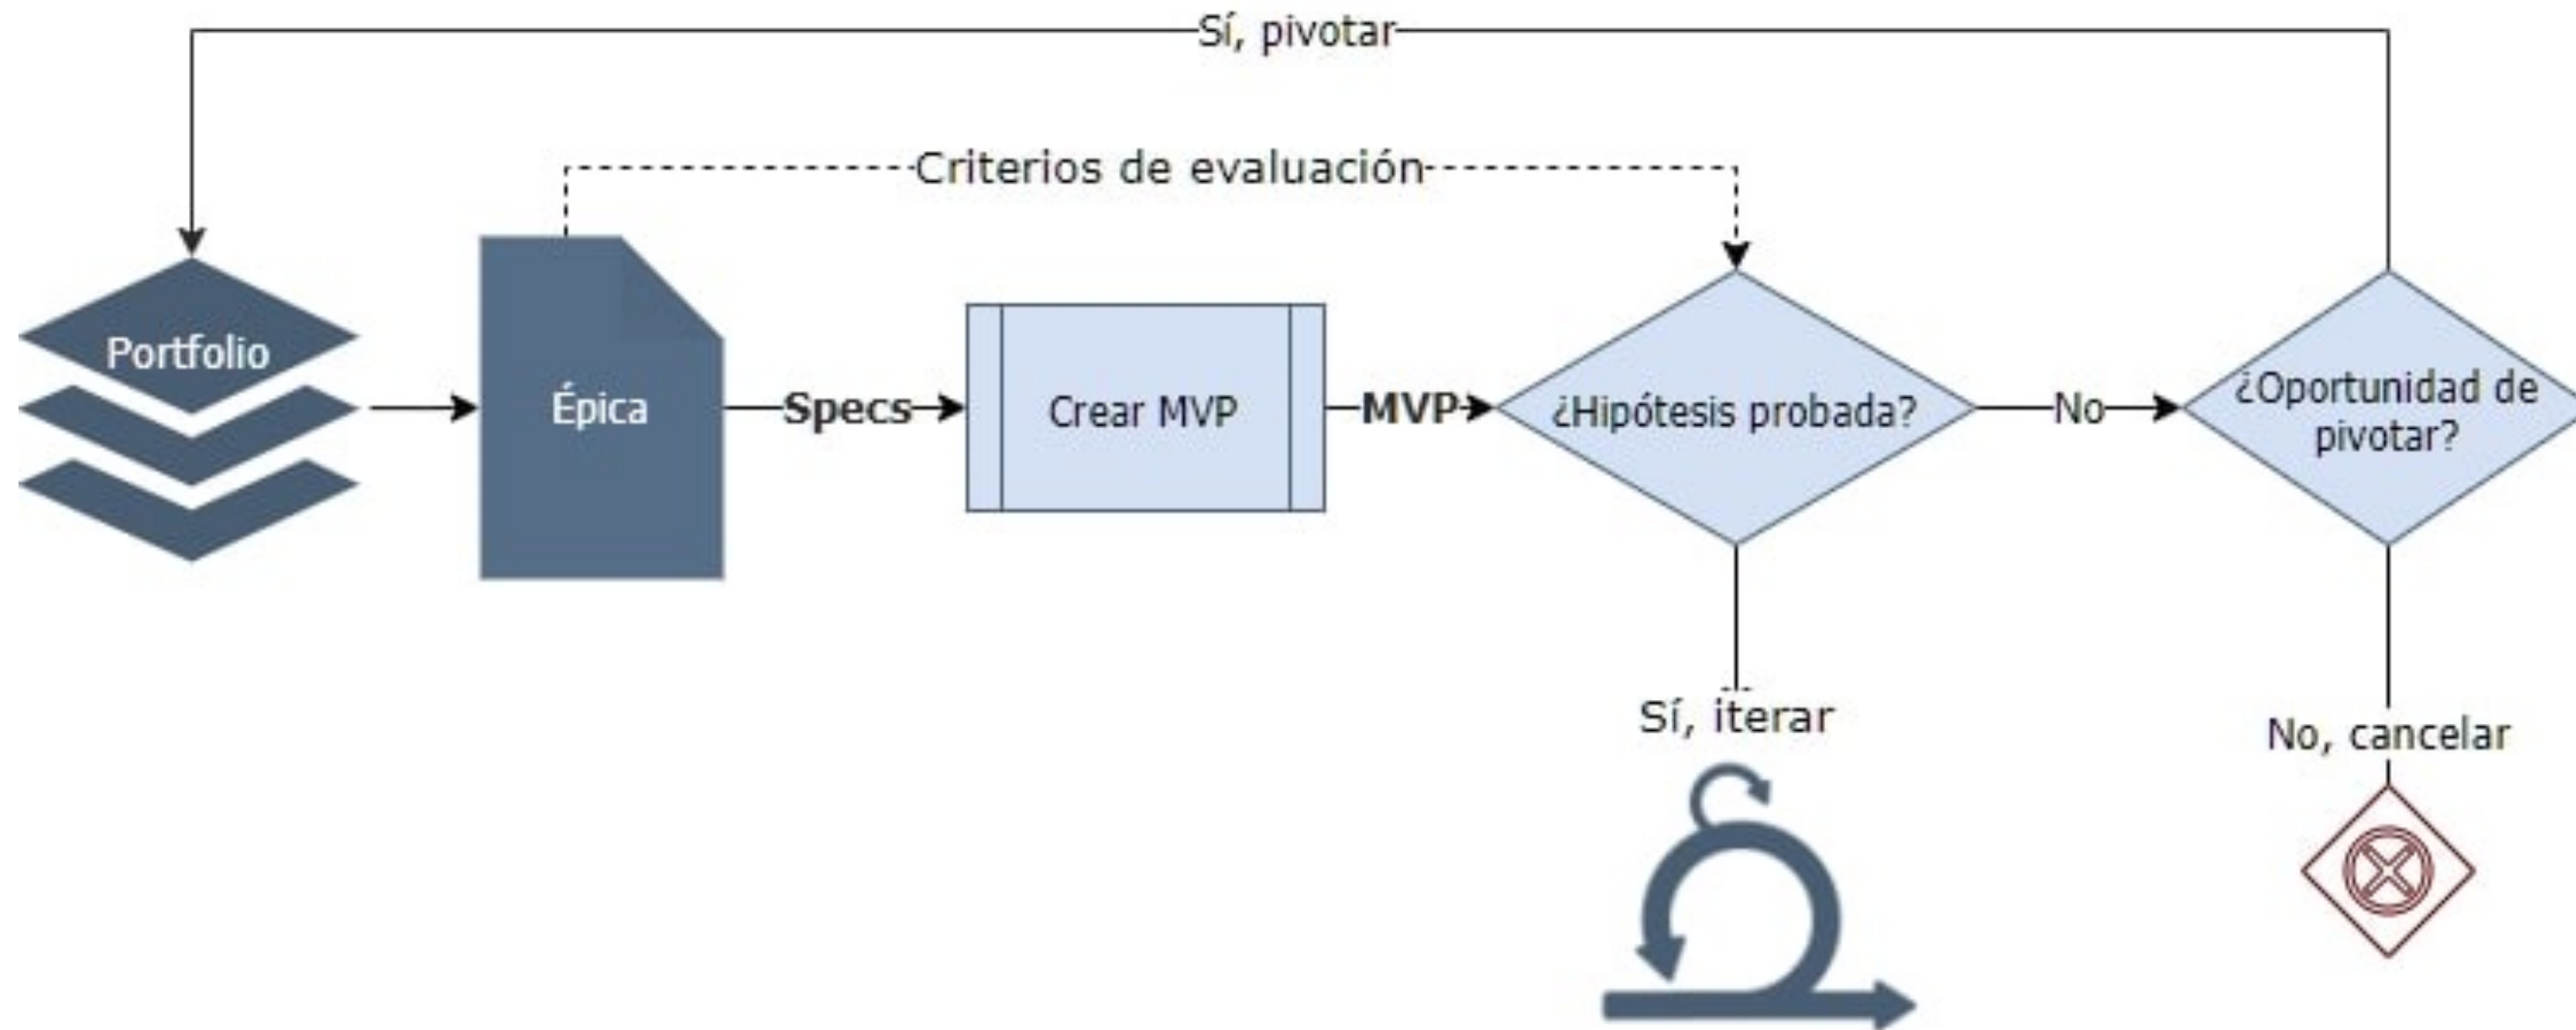 Sí, pivotar
Criterios de evaluación
Portfolio
Épica
Specs
Crear MVP
MVP
¿Hipótesis probada?
No
¿Oportunidad de
pivotar?
Sí, iterar
No, cancelar